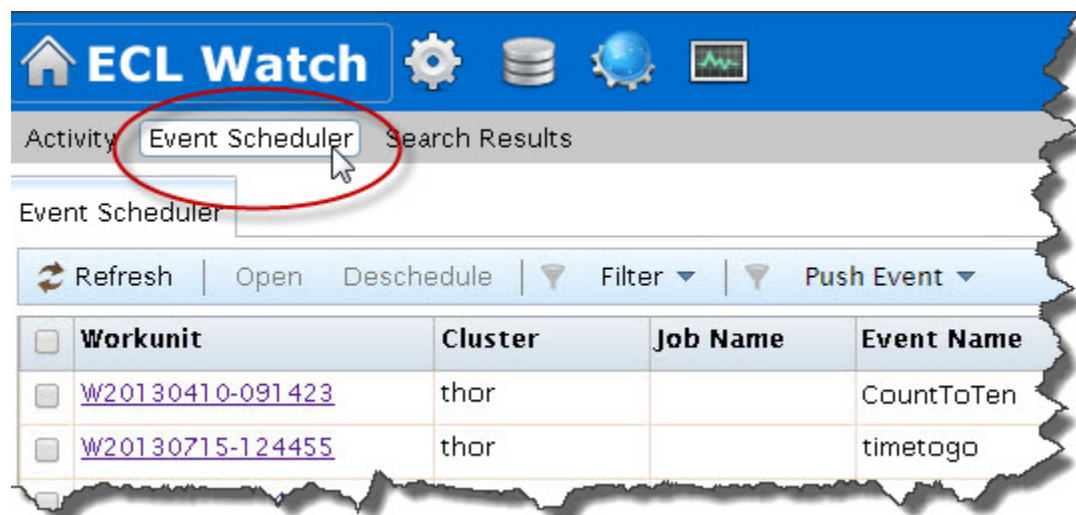 ECL Watch
Activity Event Scheduler Search Results
Event Scheduler
Refresh Open Deschedule Filter Push Event
Workunit Cluster Job Name Event Name
W20130410-091423 thor CountToTen
W20130715-124455 thor timetogo